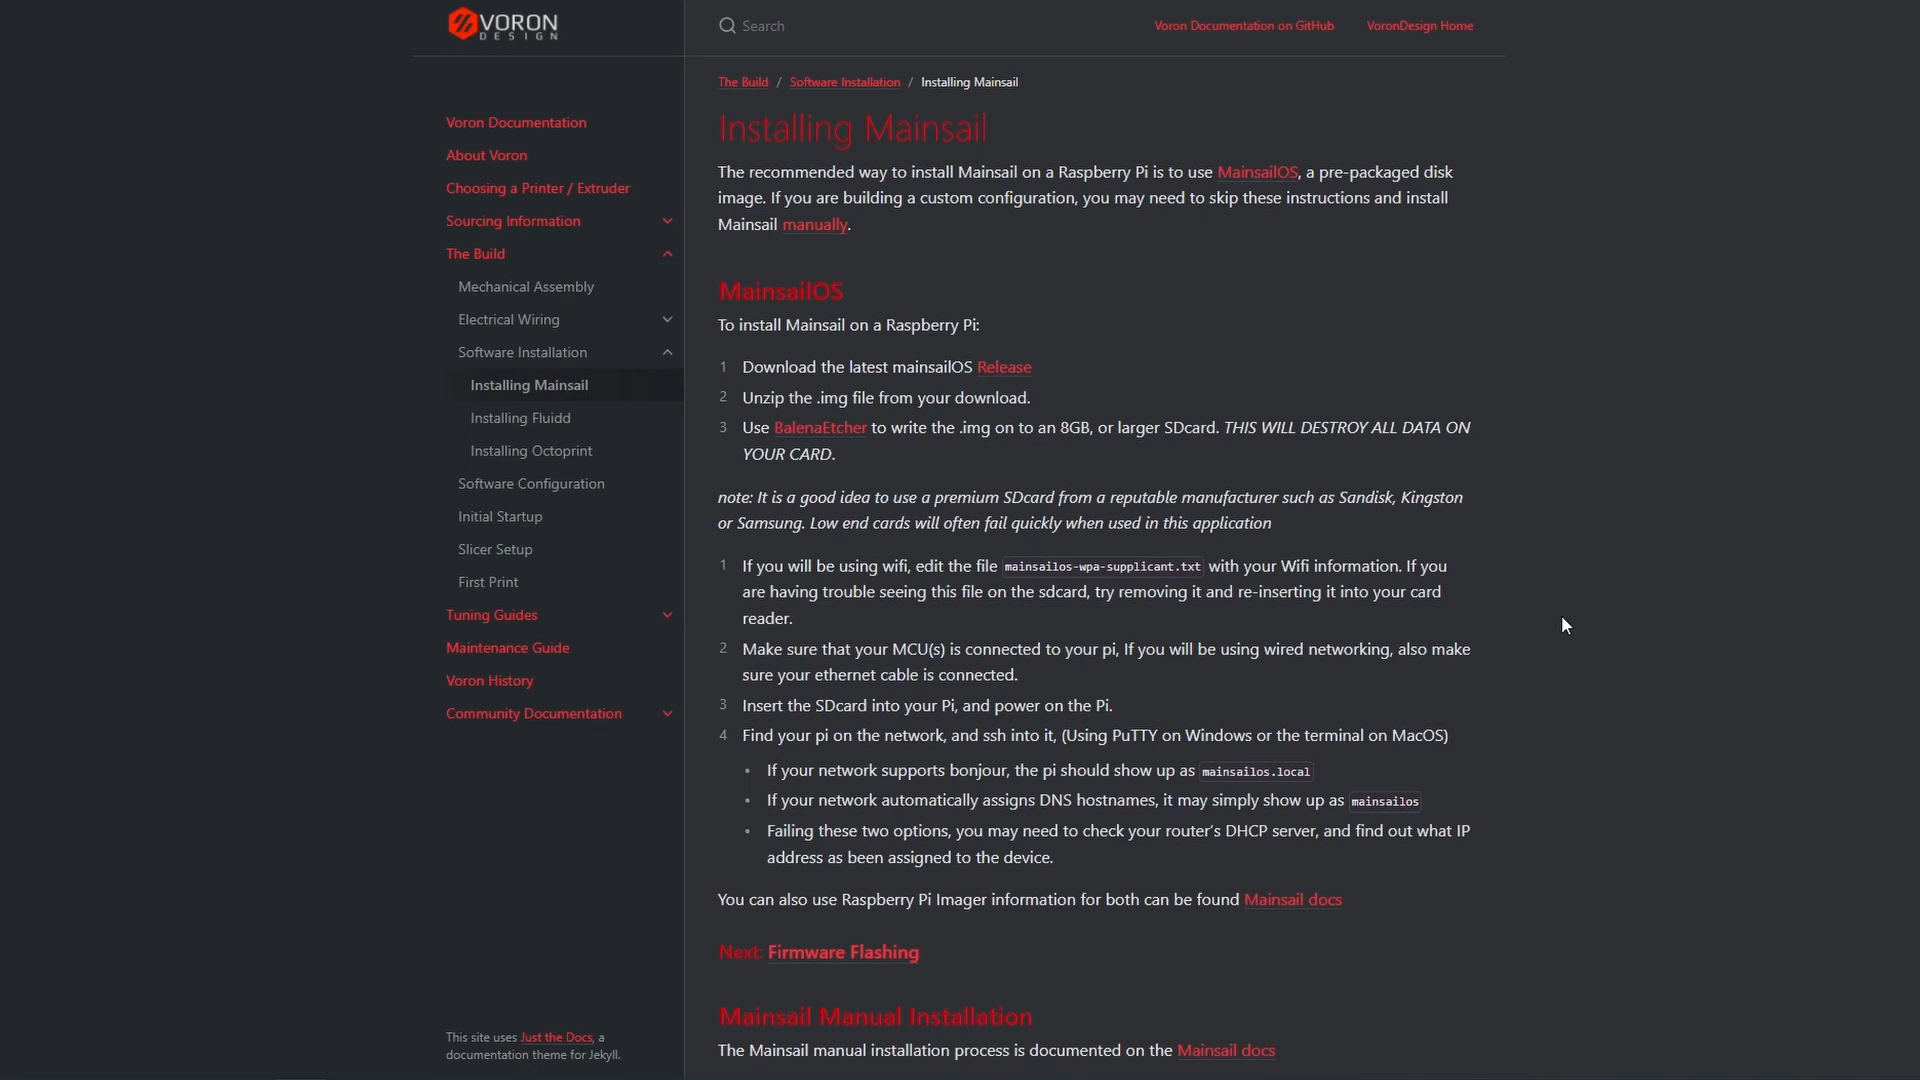 VORON
DESIGN
Search
Voron Documentation on GitHub
VoronDesign Home
Voron Documentation
About Voron
Choosing a Printer / Extruder
Sourcing Information
The Build
Mechanical Assembly
Electrical Wiring
Software Installation
Installing Mainsail
Installing Fluidd
Installing Octoprint
Software Configuration
Initial Startup
Slicer Setup
First Print
Tuning Guides
Maintenance Guide
Voron History
Community Documentation
This site uses Just the Docs, a
documentation theme for Jekyll.
The Build / Software Installation / Installing Mainsail
Installing Mainsail
The recommended way to install Mainsail on a Raspberry Pi is to use MainsailOS, a pre-packaged disk
image. If you are building a custom configuration, you may need to skip these instructions and install
Mainsail manually.
MainsailOS
To install Mainsail on a Raspberry Pi:
1 Download the latest mainsailOS Release
2 Unzip the .img file from your download.
3 Use BalenaEtcher to write the .img on to an 8GB, or larger SDcard. THIS WILL DESTROY ALL DATA ON
YOUR CARD.
note: It is a good idea to use a premium SDcard from a reputable manufacturer such as Sandisk, Kingston
or Samsung. Low end cards will often fail quickly when used in this application
1 If you will be using wifi, edit the file mainsailos-wpa-supplicant.txt with your Wifi information. If you
are having trouble seeing this file on the sdcard, try removing it and re-inserting it into your card
reader.
2 Make sure that your MCU(s) is connected to your pi, If you will be using wired networking, also make
sure your ethernet cable is connected.
3 Insert the SDcard into your Pi, and power on the Pi.
4 Find your pi on the network, and ssh into it, (Using PuTTY on Windows or the terminal on MacOS)
• If your network supports bonjour, the pi should show up as mainsailos.local
• If your network automatically assigns DNS hostnames, it may simply show up as mainsailos
• Failing these two options, you may need to check your router's DHCP server, and find out what IP
address as been assigned to the device.
You can also use Raspberry Pi Imager information for both can be found Mainsail docs
Next: Firmware Flashing
Mainsail Manual Installation
The Mainsail manual installation process is documented on the Mainsail docs